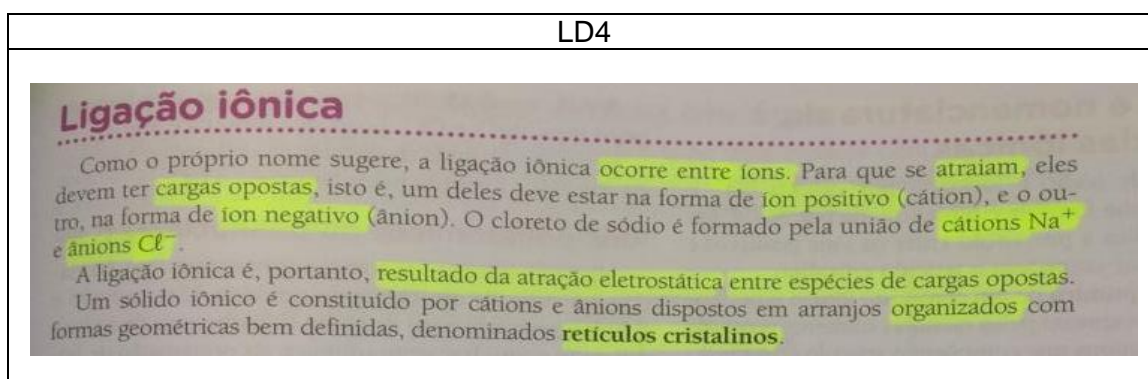 LD4
Ligação iônica
Como o próprio nome sugere, a ligação iônica ocorre entre íons. Para que se atraiam, eles
devem ter cargas opostas, isto é, um deles deve estar na forma de íon positivo (cátion), e o ou-
tro, na forma de íon negativo (ânion). O cloreto de sódio é formado pela união de cátions Na⁺
e ânions Cℓ⁻.
A ligação iônica é, portanto, resultado da atração eletrostática entre espécies de cargas opostas.
Um sólido iônico é constituído por cátions e ânions dispostos em arranjos organizados com
formas geométricas bem definidas, denominados retículos cristalinos.